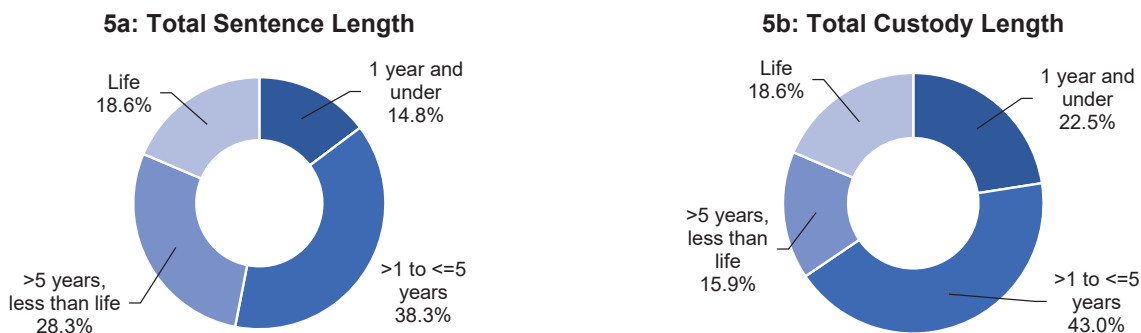 5a: Total Sentence Length
Life
18.6%
1 year and
under
14.8%
>5 years,
less than life
28.3%
>1 to <=5
years
38.3%
5b: Total Custody Length
Life
18.6%
1 year and
under
22.5%
>5 years,
less than
life
15.9%
>1 to <=5
years
43.0%